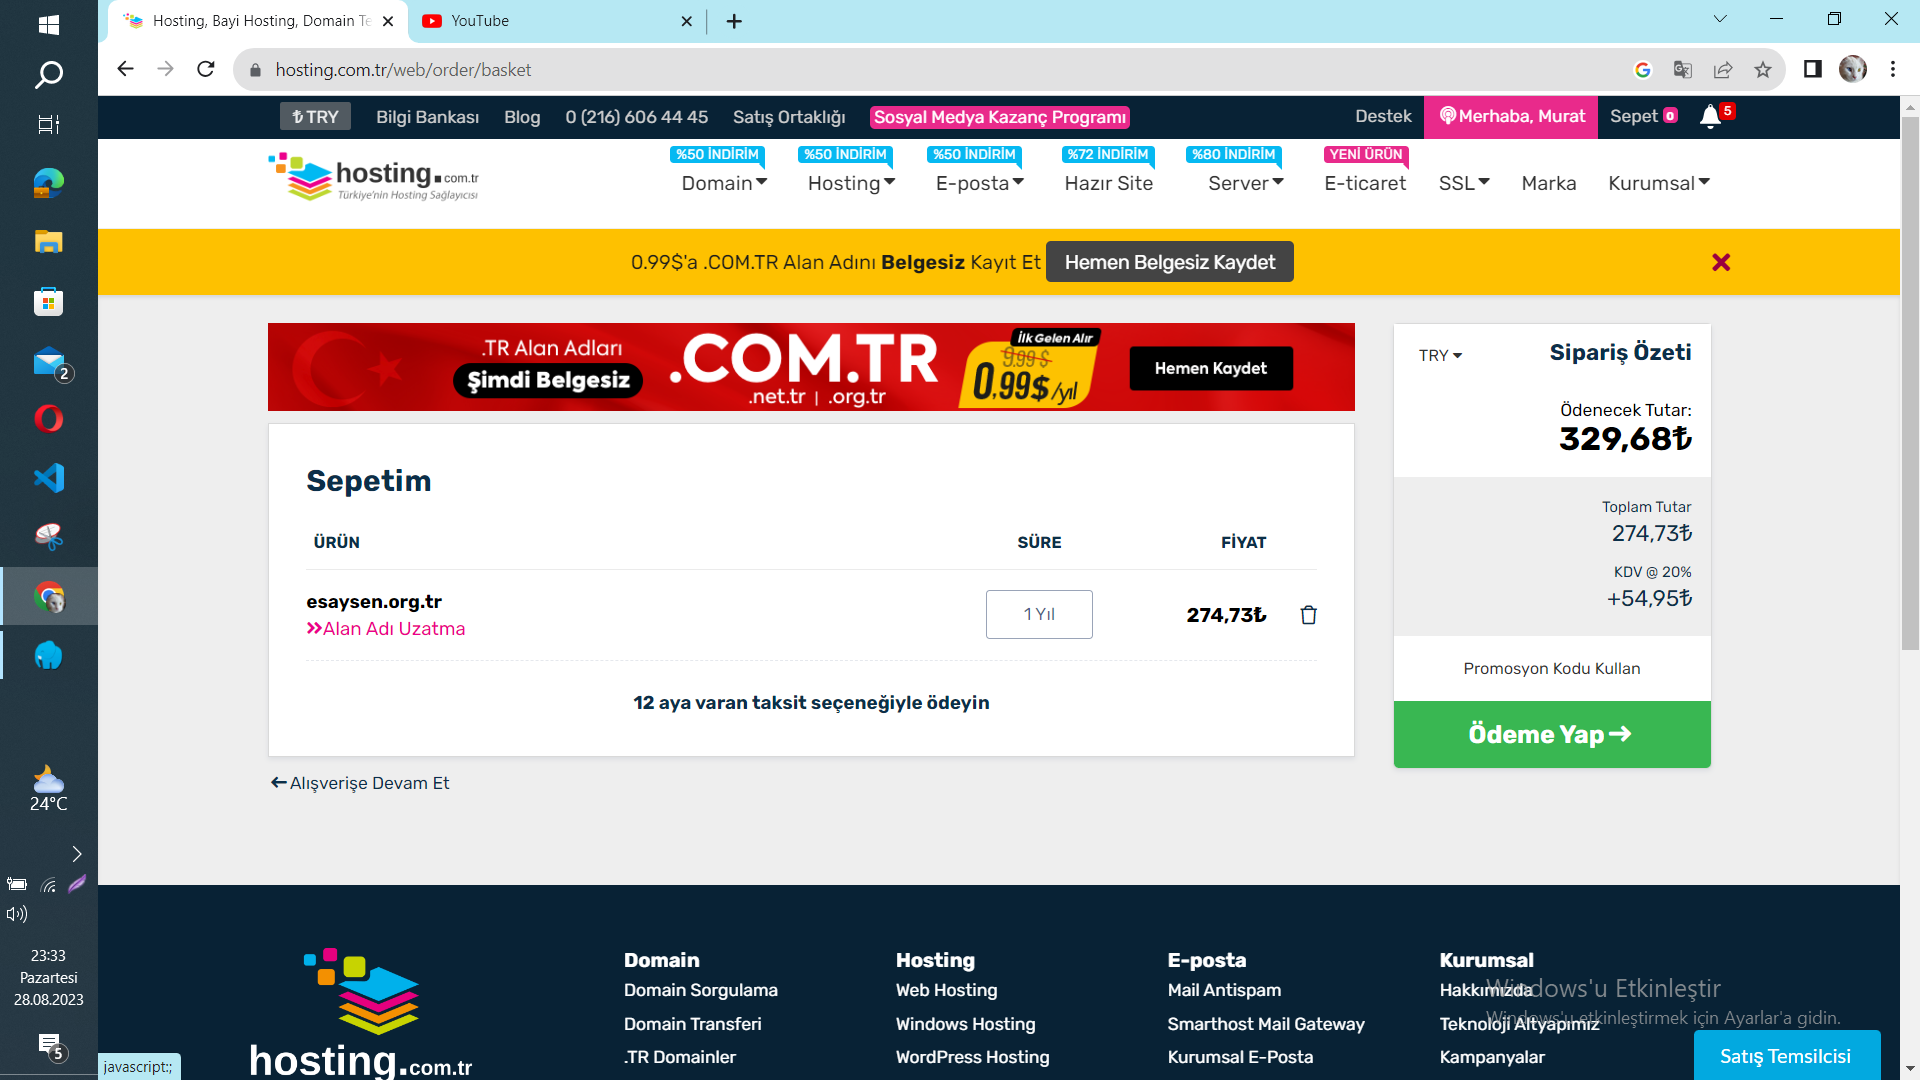 Hosting, Bayi Hosting, Domain Te
YouTube
hosting.com.tr/web/order/basket
₺ TRY
Bilgi Bankası
Blog
0 (216) 606 44 45
Satış Ortaklığı
Sosyal Medya Kazanç Programı
Destek
Merhaba, Murat
Sepet 0
5
hosting.com.tr
Türkiye'nin Hosting Sağlayıcısı
%50 İNDİRİM
%50 İNDİRİM
%50 İNDİRİM
%72 İNDİRİM
%80 İNDİRİM
YENİ ÜRÜN
Domain
Hosting
E-posta
Hazır Site
Server
E-ticaret
SSL
Marka
Kurumsal
0.99$'a .COM.TR Alan Adını Belgesiz Kayıt Et
Hemen Belgesiz Kaydet
.TR Alan Adları
Şimdi Belgesiz
.COM.TR
.net.tr | .org.tr
İlk Gelen Alır
9.99 $
0.99$/yıl
Hemen Kaydet
TRY
Sipariş Özeti
Ödenecek Tutar:
329,68₺
Toplam Tutar
274,73₺
KDV @ 20%
+54,95₺
Promosyon Kodu Kullan
Ödeme Yap
Sepetim
ÜRÜN
SÜRE
FİYAT
esaysen.org.tr
Alan Adı Uzatma
1 Yıl
274,73₺
12 aya varan taksit seçeneğiyle ödeyin
Alışverişe Devam Et
hosting.com.tr
Domain
Domain Sorgulama
Domain Transferi
.TR Domainler
Hosting
Web Hosting
Windows Hosting
WordPress Hosting
E-posta
Mail Antispam
Smarthost Mail Gateway
Kurumsal E-Posta
Kurumsal
Hakkımızda
Teknoloji Altyapımız
Kampanyalar
Windows'u Etkinleştir
Windows'u etkinleştirmek için Ayarlar'a gidin.
Satış Temsilcisi
javascript:;
2
24°C
23:33
Pazartesi
28.08.2023
5